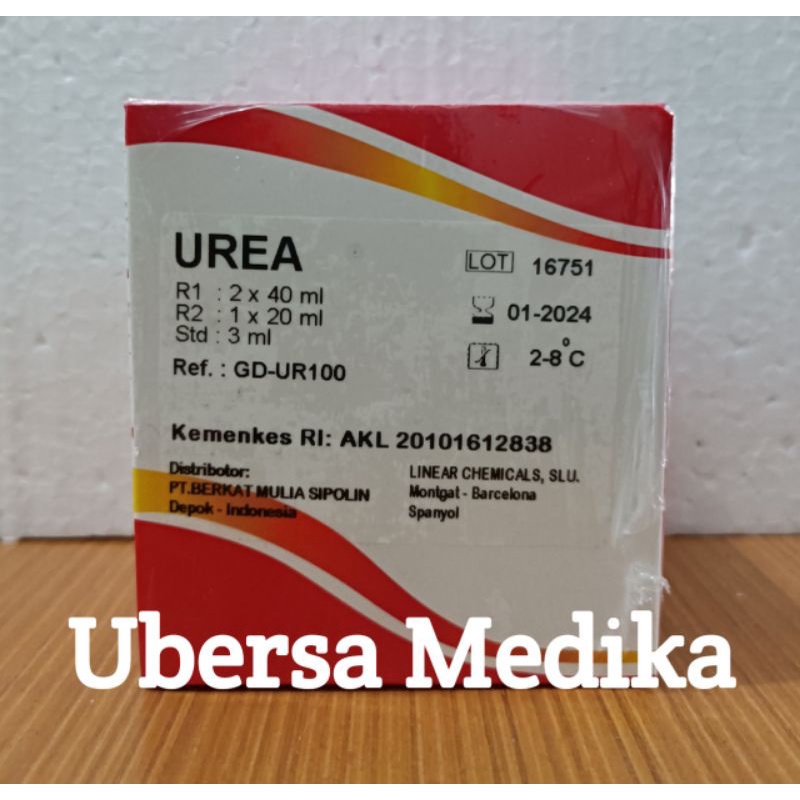 UREA
R1 : 2 x 40 ml
R2 : 1 x 20 ml
Std : 3 ml
Ref. : GD-UR100
LOT 16751
01-2024
2-8°C
Kemenkes RI: AKL 20101612838
Distribotor:
PT.BERKAT MULIA SIPOLIN
Depok - Indonesia
LINEAR CHEMICALS, SLU.
Montgat - Barcelona
Spanyol
Ubersa Medika